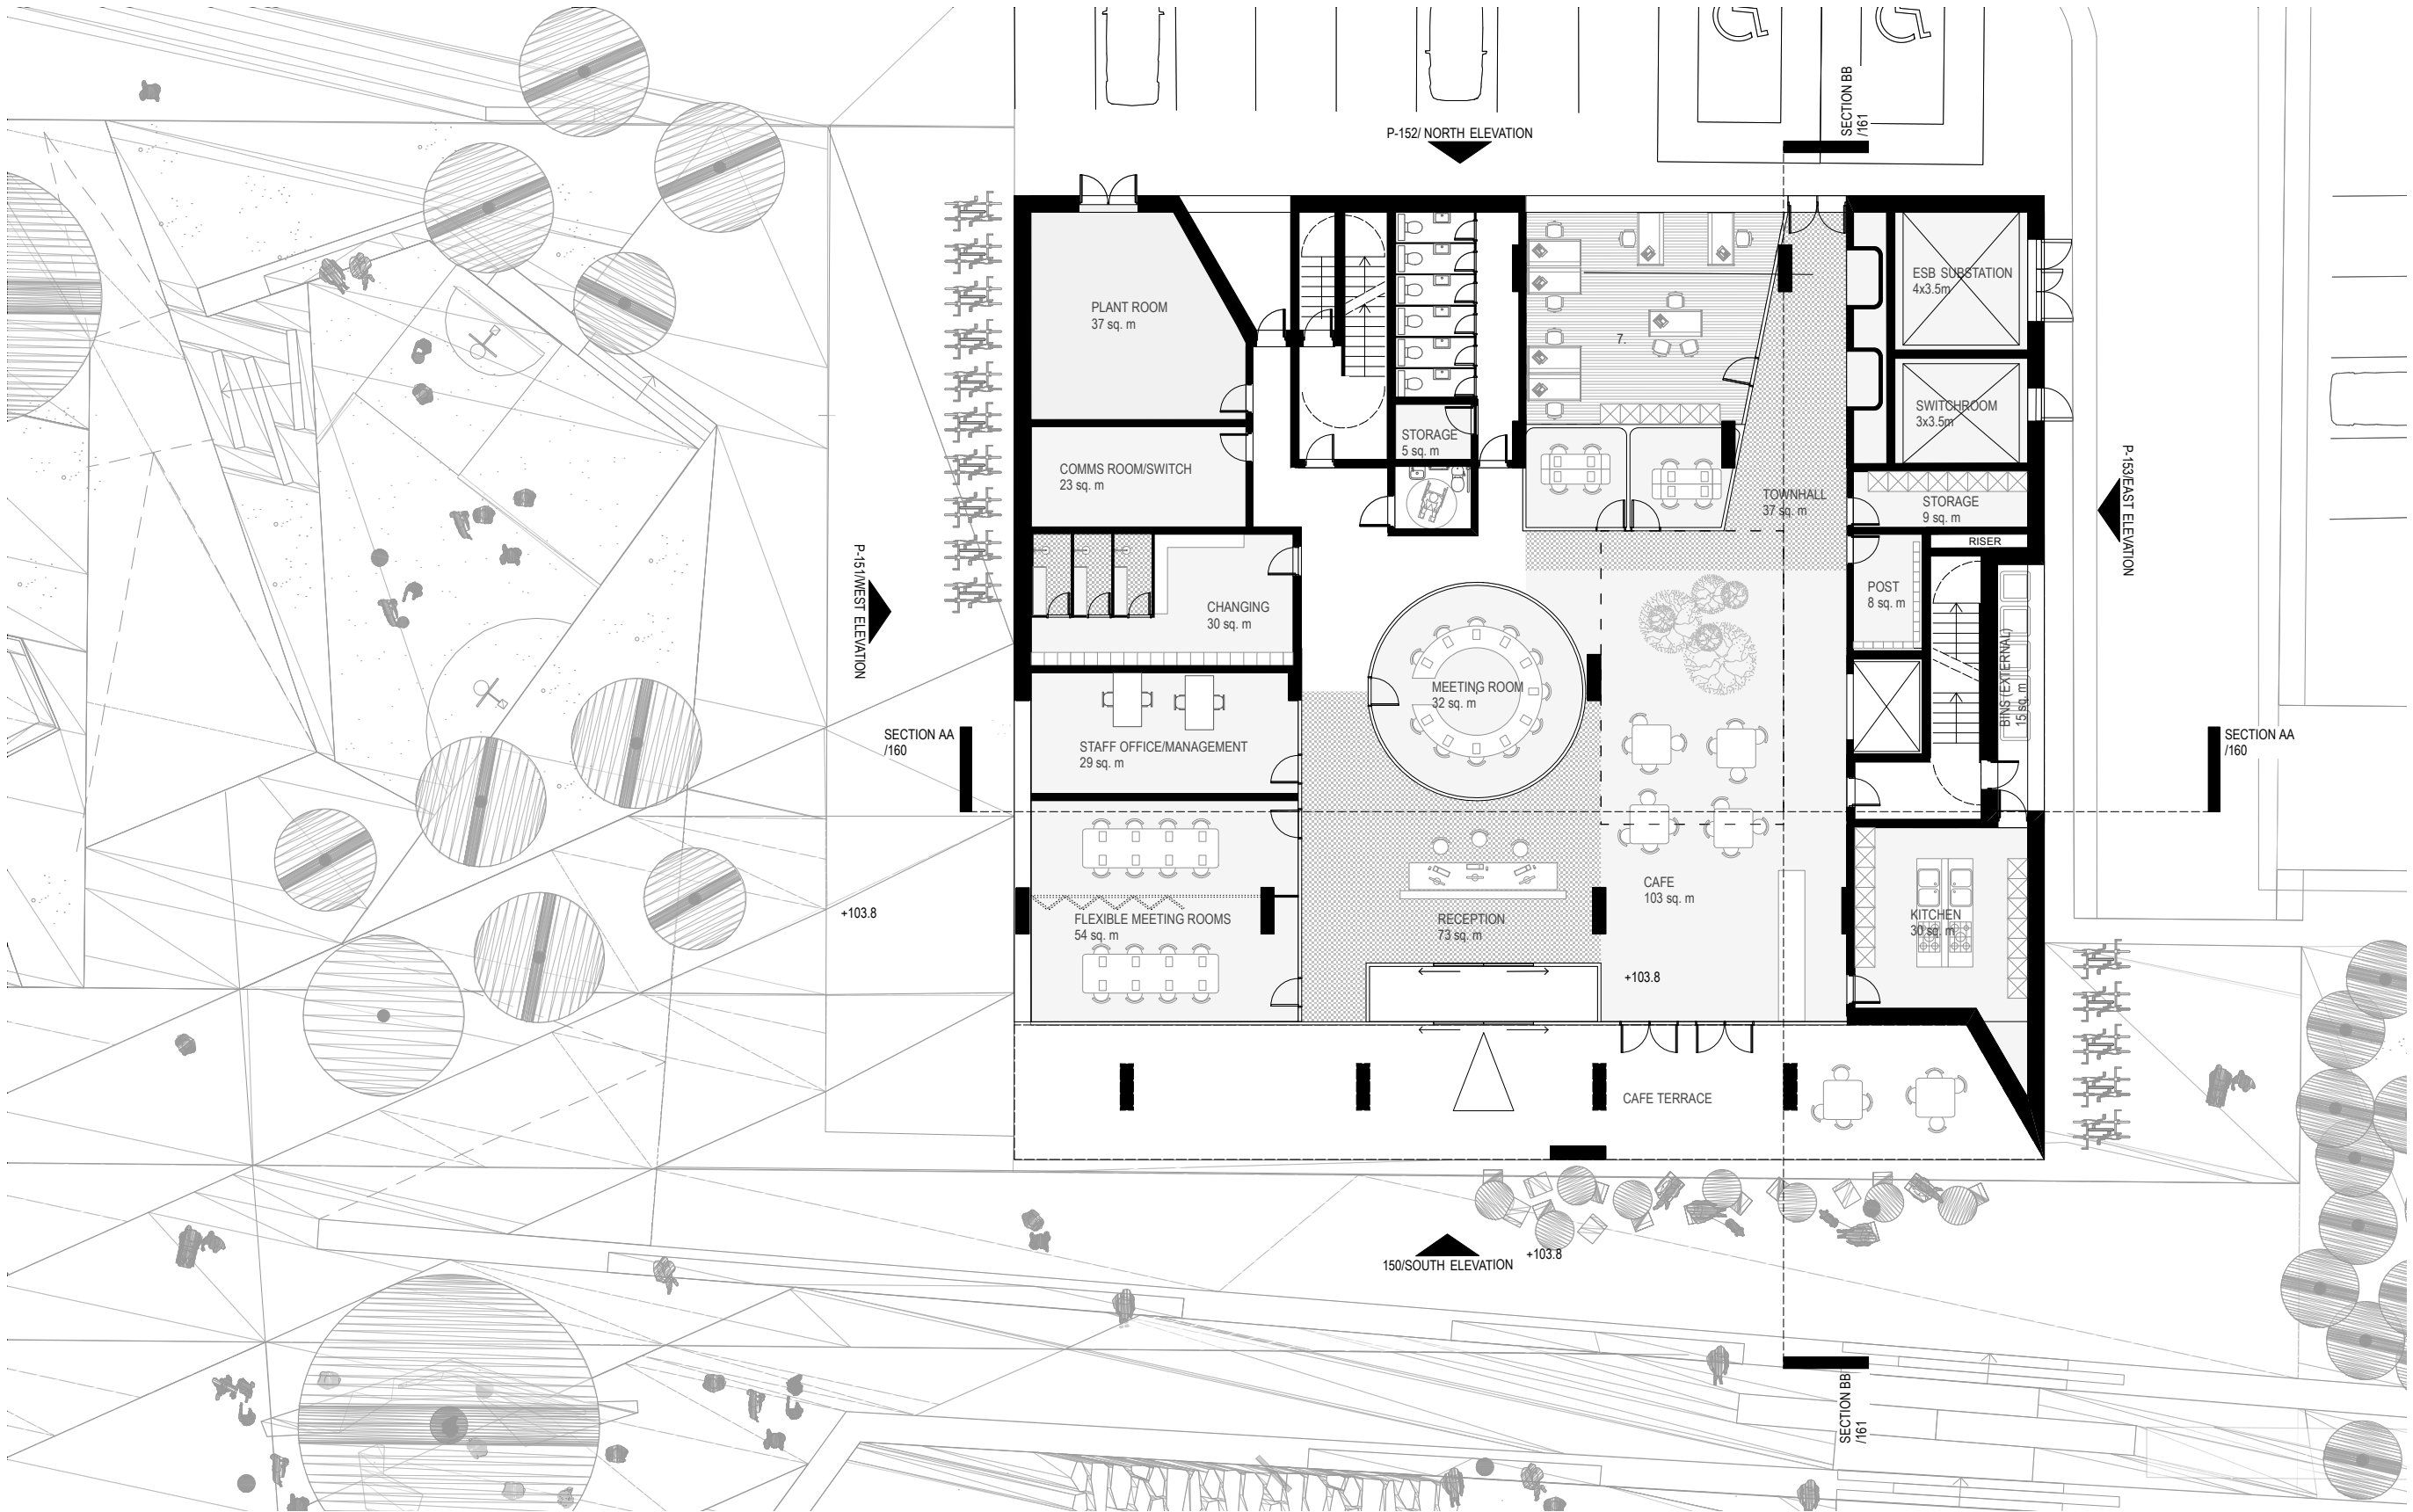 SECTION BB
/161
P-152/ NORTH ELEVATION
PLANT ROOM
37 sq. m
ESB SUBSTATION
4x3.5m
7.
SWITCHROOM
3x3.5m
STORAGE
5 sq. m
COMMS ROOM/SWITCH
23 sq. m
TOWNHALL
37 sq. m
STORAGE
9 sq. m
P-153/EAST ELEVATION
RISER
P-151/WEST ELEVATION
CHANGING
30 sq. m
POST
8 sq. m
MEETING ROOM
32 sq. m
BINS (EXTERNAL)
15 sq. m
SECTION AA
/160
STAFF OFFICE/MANAGEMENT
29 sq. m
SECTION AA
/160
CAFE
103 sq. m
+103.8
FLEXIBLE MEETING ROOMS
54 sq. m
RECEPTION
73 sq. m
KITCHEN
30 sq. m
+103.8
CAFE TERRACE
150/SOUTH ELEVATION
+103.8
SECTION BB
/161